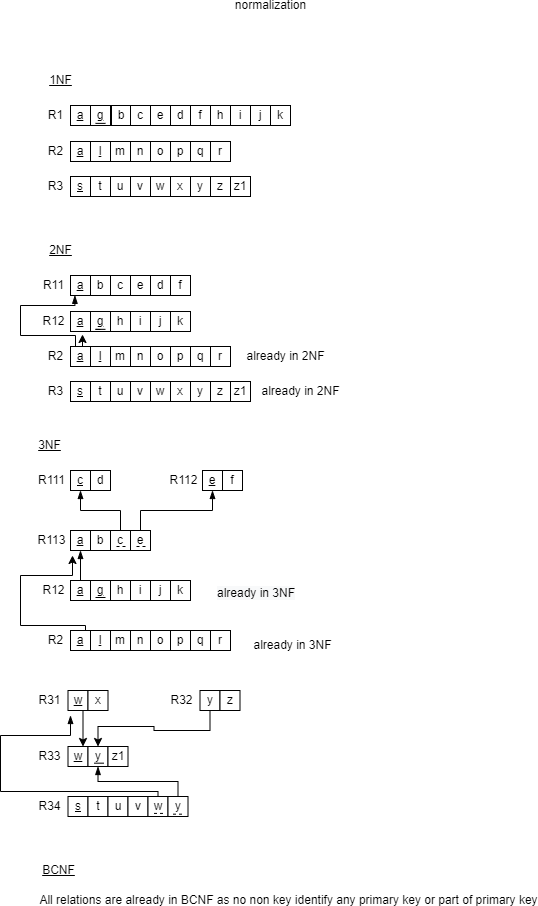 normalization
1NF
R1 a g b c e d f h i j k
R2 a l m n o p q r
R3 s t u v w x y z z1
2NF
R11 a b c e d f
R12 a g h i j k
R2 a l m n o p q r already in 2NF
R3 s t u v w x y z z1 already in 2NF
3NF
R111 c d R112 e f
R113 a b c e
R12 a g h i j k already in 3NF
R2 a l m n o p q r already in 3NF
R31 w x R32 y z
R33 w y z1
R34 s t u v w y
BCNF
All relations are already in BCNF as no non key identify any primary key or part of primary key